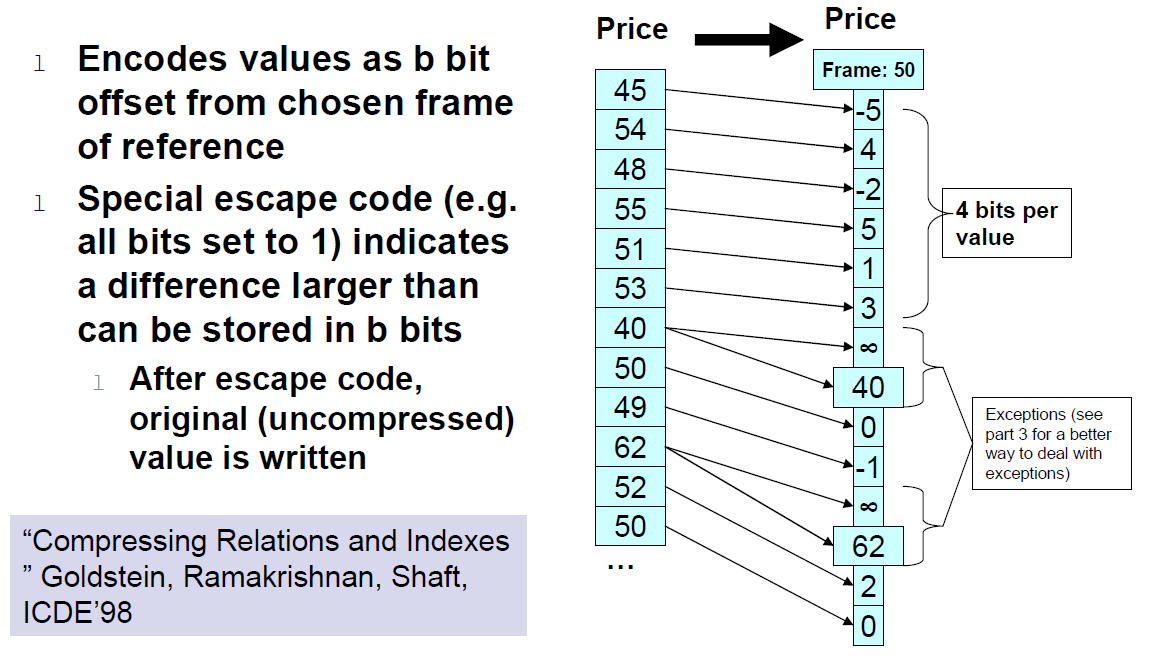 l Encodes values as b bit
offset from chosen frame
of reference
l Special escape code (e.g.
all bits set to 1) indicates
a difference larger than
can be stored in b bits
l After escape code,
original (uncompressed)
value is written
“Compressing Relations and Indexes
” Goldstein, Ramakrishnan, Shaft,
ICDE’98
Price
45
54
48
55
51
53
40
50
49
62
52
50
...
Price
Frame: 50
-5
4
-2
5
1
3
∞
40
0
-1
∞
62
2
0
4 bits per
value
Exceptions (see
part 3 for a better
way to deal with
exceptions)